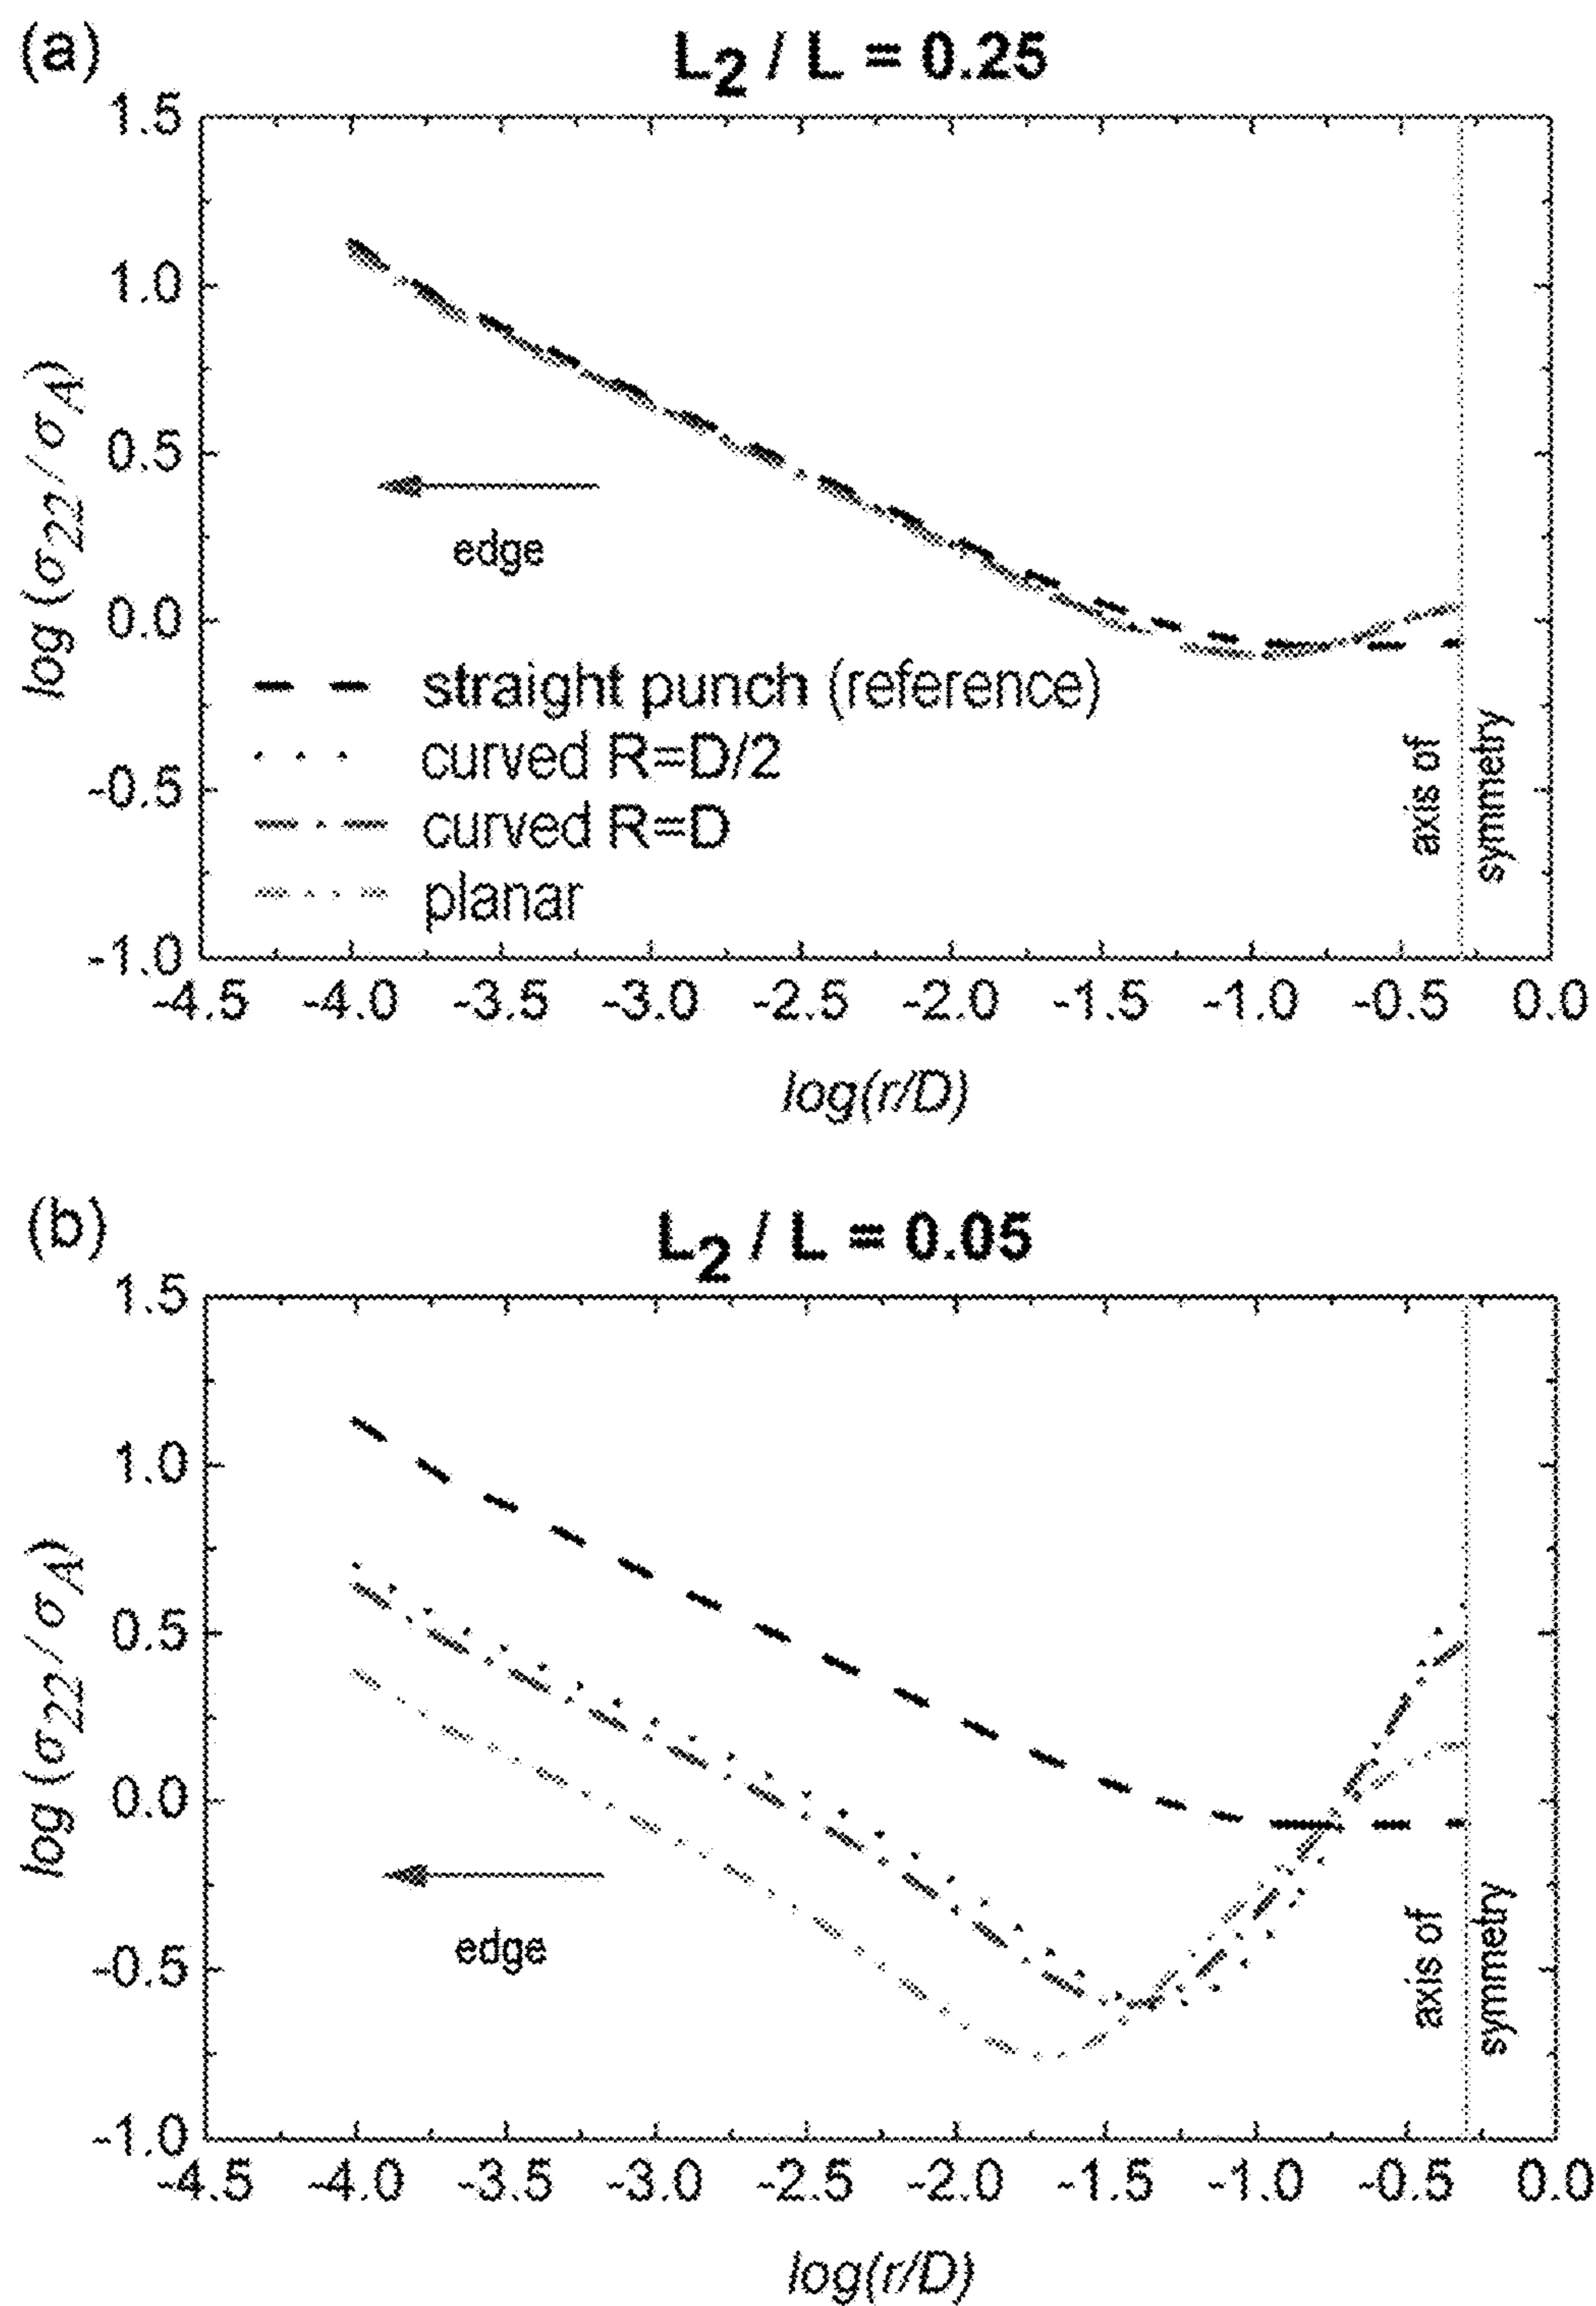 (a)
L2 / L = 0.25
1.5
1.0
0.5
0.0
-0.5
-1.0
log (σ22/σA)
edge
straight punch (reference)
curved R=D/2
curved R=D
planar
axis of
symmetry
-4.5 -4.0 -3.5 -3.0 -2.5 -2.0 -1.5 -1.0 -0.5 0.0
log(r/D)
(b)
L2 / L = 0.05
1.5
1.0
0.5
0.0
-0.5
-1.0
log (σ22/σA)
edge
axis of
symmetry
-4.5 -4.0 -3.5 -3.0 -2.5 -2.0 -1.5 -1.0 -0.5 0.0
log(r/D)